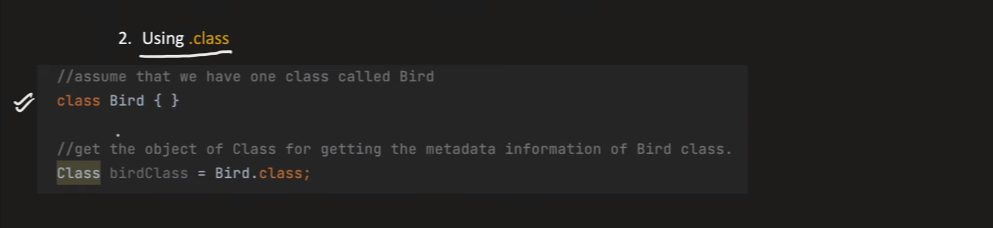 2. Using .class
//assume that we have one class called Bird
class Bird { }
//get the object of Class for getting the metadata information of Bird class.
Class birdClass = Bird.class;